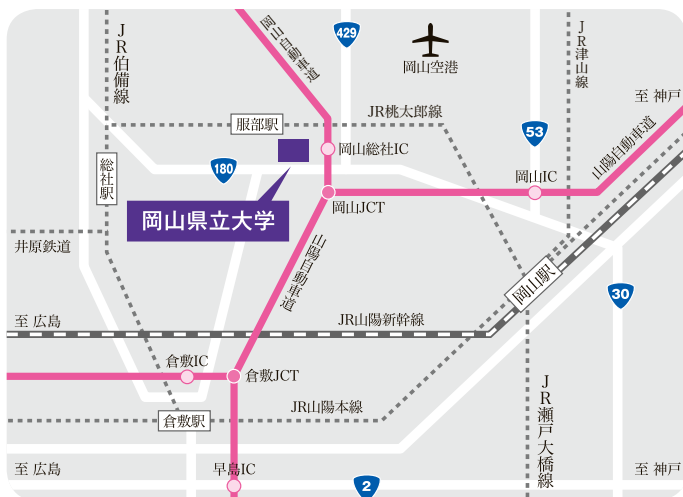 JR伯備線
岡山自動車道
429
岡山空港
JR津山線
至 神戸
服部駅
JR桃太郎線
53
山陽自動車道
総社駅
180
岡山総社IC
岡山IC
岡山県立大学
岡山JCT
井原鉄道
山陽自動車道
岡山駅
30
至 広島
JR山陽新幹線
倉敷IC
倉敷JCT
JR瀬戸大橋線
倉敷駅
JR山陽本線
至 広島
早島IC
2
至 神戸